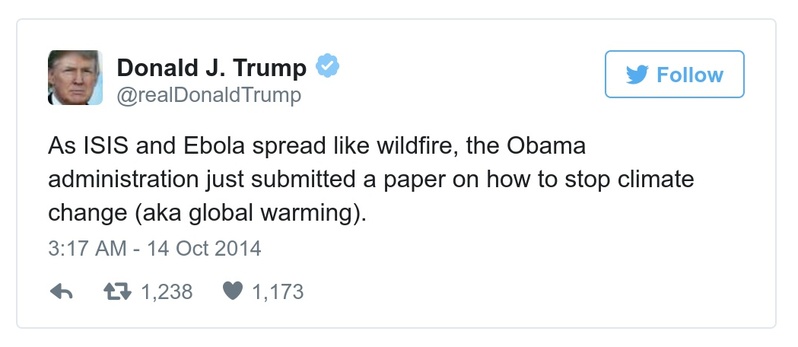 Donald J. Trump
Follow
@realDonaldTrump
As ISIS and Ebola spread like wildfire, the Obama
administration just submitted a paper on how to stop climate
change (aka global warming).
3:17 AM - 14 Oct 2014
1,238 1,173